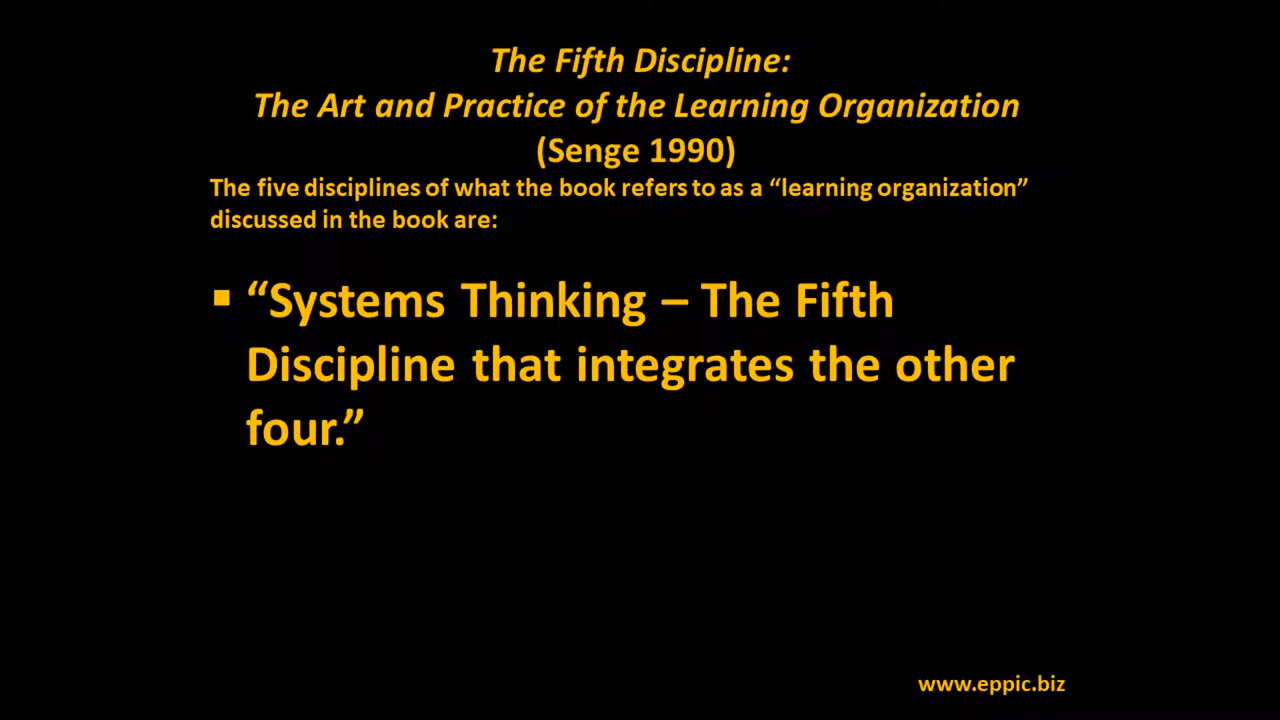 The Fifth Discipline:
The Art and Practice of the Learning Organization
(Senge 1990)
The five disciplines of what the book refers to as a “learning organization”
discussed in the book are:
▪ “Systems Thinking – The Fifth
Discipline that integrates the other
four.”
www.eppic.biz